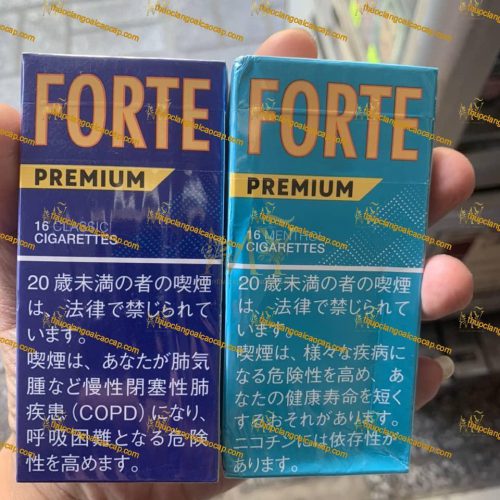 FORTE
PREMIUM
16 CLASSIC
CIGARETTES
20歳未満の者の喫煙
は、法律で禁じられて
います。
喫煙は、あなたが肺気
腫など慢性閉塞性肺
疾患(COPD)になり、
呼吸困難となる危険
性を高めます。
FORTE
PREMIUM
16 MENTHOL
CIGARETTES
20歳未満の者の喫煙
は、法律で禁じられて
います。
喫煙は、様々な疾病に
なる危険性を高め、あ
なたの健康寿命を短く
するおそれがあります。
ニコチンには依存性が
あります。
thuoclangoaicaocap.com